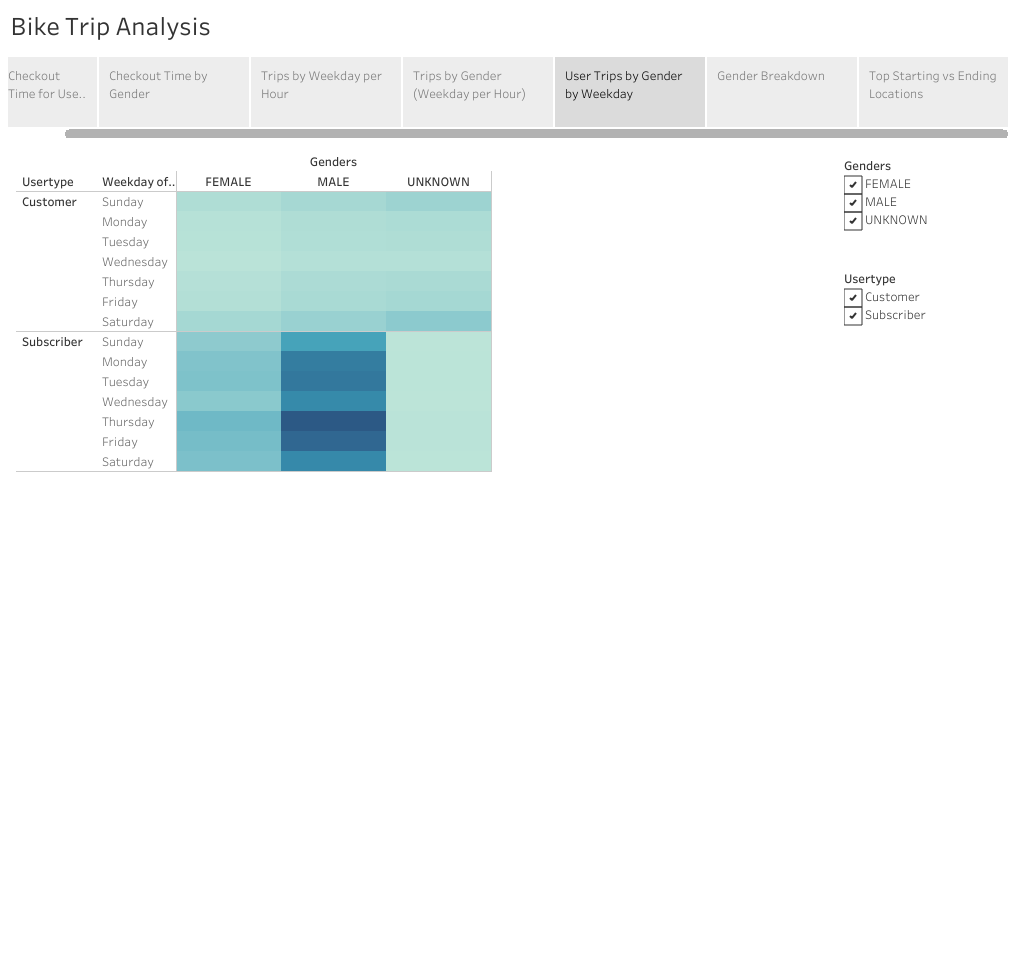 Bike Trip Analysis
Checkout
Time for Use..
Checkout Time by
Gender
Trips by Weekday per
Hour
Trips by Gender
(Weekday per Hour)
User Trips by Gender
by Weekday
Gender Breakdown
Top Starting vs Ending
Locations
Genders
Usertype Weekday of.. FEMALE MALE UNKNOWN
Customer Sunday
Monday
Tuesday
Wednesday
Thursday
Friday
Saturday
Subscriber Sunday
Monday
Tuesday
Wednesday
Thursday
Friday
Saturday
Genders
FEMALE
MALE
UNKNOWN
Usertype
Customer
Subscriber